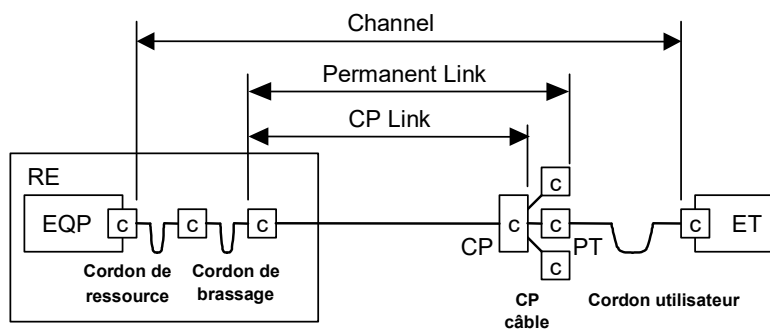 Channel
Permanent Link
CP Link
RE
EQP
C
C
C
C
C
C
C
C
ET
CP
PT
Cordon de
ressource
Cordon de
brassage
CP
câble
Cordon utilisateur